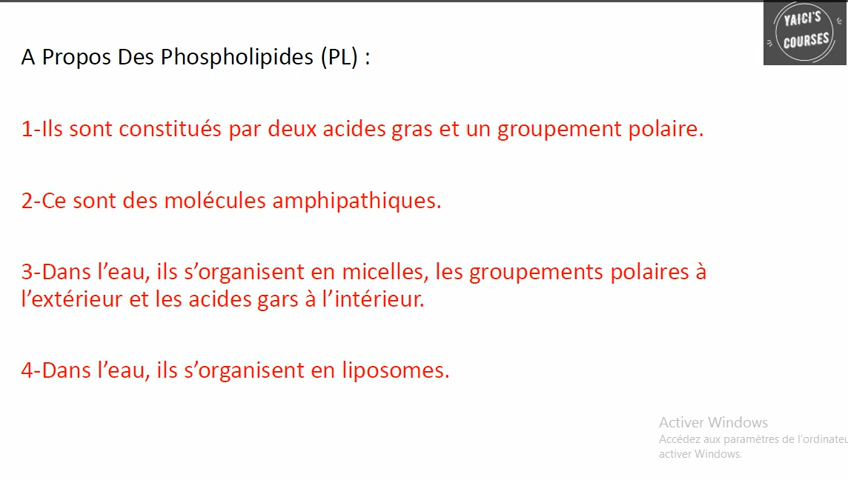 YAICI'S
COURSES
A Propos Des Phospholipides (PL) :
1-Ils sont constitués par deux acides gras et un groupement polaire.
2-Ce sont des molécules amphipathiques.
3-Dans l'eau, ils s'organisent en micelles, les groupements polaires à
l'extérieur et les acides gars à l'intérieur.
4-Dans l'eau, ils s'organisent en liposomes.
Activer Windows
Accédez aux paramètres de l'ordinateu
activer Windows.